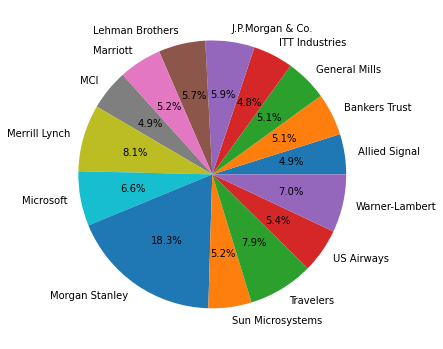 Lehman Brothers
J.P.Morgan & Co.
Marriott
ITT Industries
MCI
General Mills
Merrill Lynch
Bankers Trust
Microsoft
Allied Signal
Morgan Stanley
Warner-Lambert
Sun Microsystems
US Airways
Travelers
5.7%
5.9%
4.8%
5.2%
5.1%
4.9%
5.1%
8.1%
4.9%
6.6%
7.0%
18.3%
5.4%
5.2%
7.9%